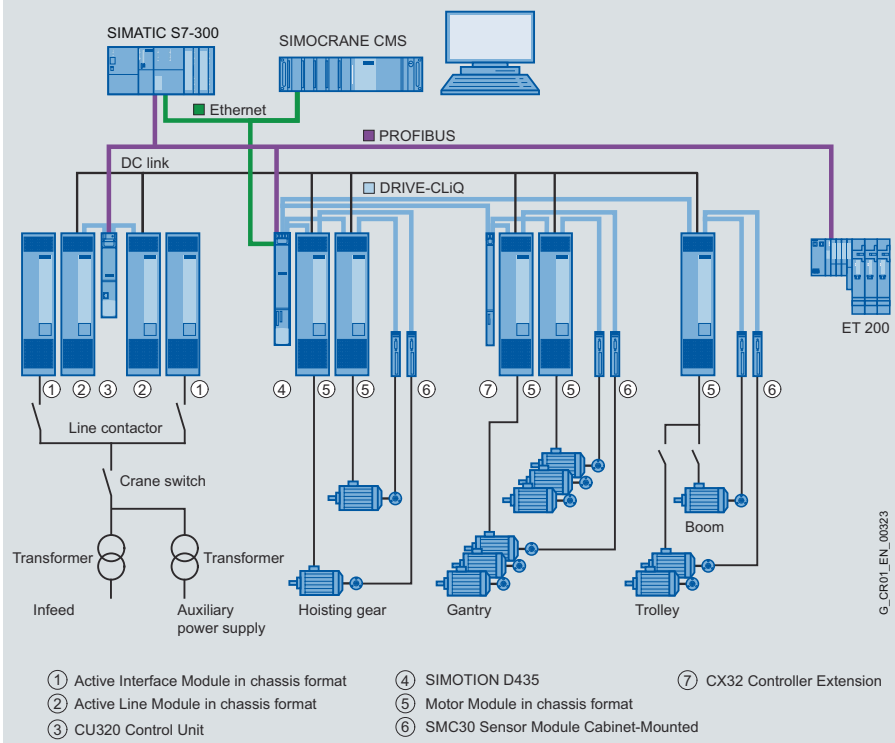 SIMATIC S7-300
SIMOCRANE CMS
Ethernet
PROFIBUS
DC link
DRIVE-CLiQ
ET 200
1 2 3 2 1 4 5 5 6 7 5 5 6 5 6
Line contactor
Crane switch
Boom
Transformer
Transformer
Infeed
Auxiliary
power supply
Hoisting gear
Gantry
Trolley
G_CR01_EN_00323
1 Active Interface Module in chassis format
2 Active Line Module in chassis format
3 CU320 Control Unit
4 SIMOTION D435
5 Motor Module in chassis format
6 SMC30 Sensor Module Cabinet-Mounted
7 CX32 Controller Extension